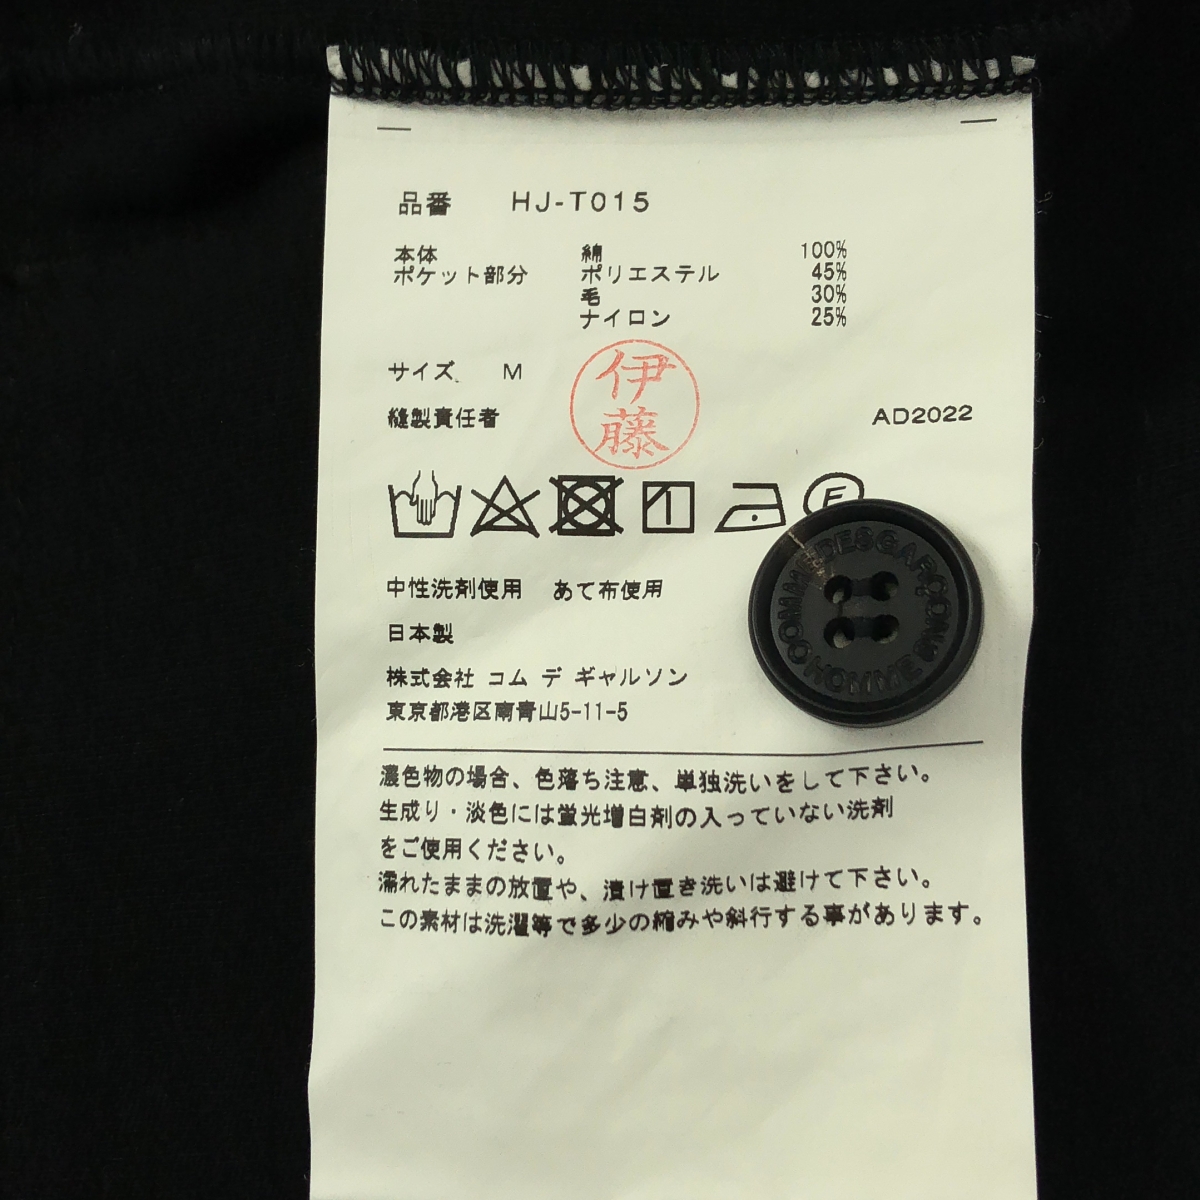 品番 HJ-T015
本体 綿 100%
ポケット部分 ポリエステル 45%
毛 30%
ナイロン 25%
サイズ M
伊藤
縫製責任者 AD2022
1
F
中性洗剤使用 あて布使用
COMME DES GARÇONS HOMME
日本製
株式会社 コム デ ギャルソン
東京都港区南青山5-11-5
濃色物の場合、色落ち注意、単独洗いをして下さい。
生成り・淡色には蛍光増白剤の入っていない洗剤
をご使用ください。
濡れたままの放置や、漬け置き洗いは避けて下さい。
この素材は洗濯等で多少の縮みや斜行する事があります。